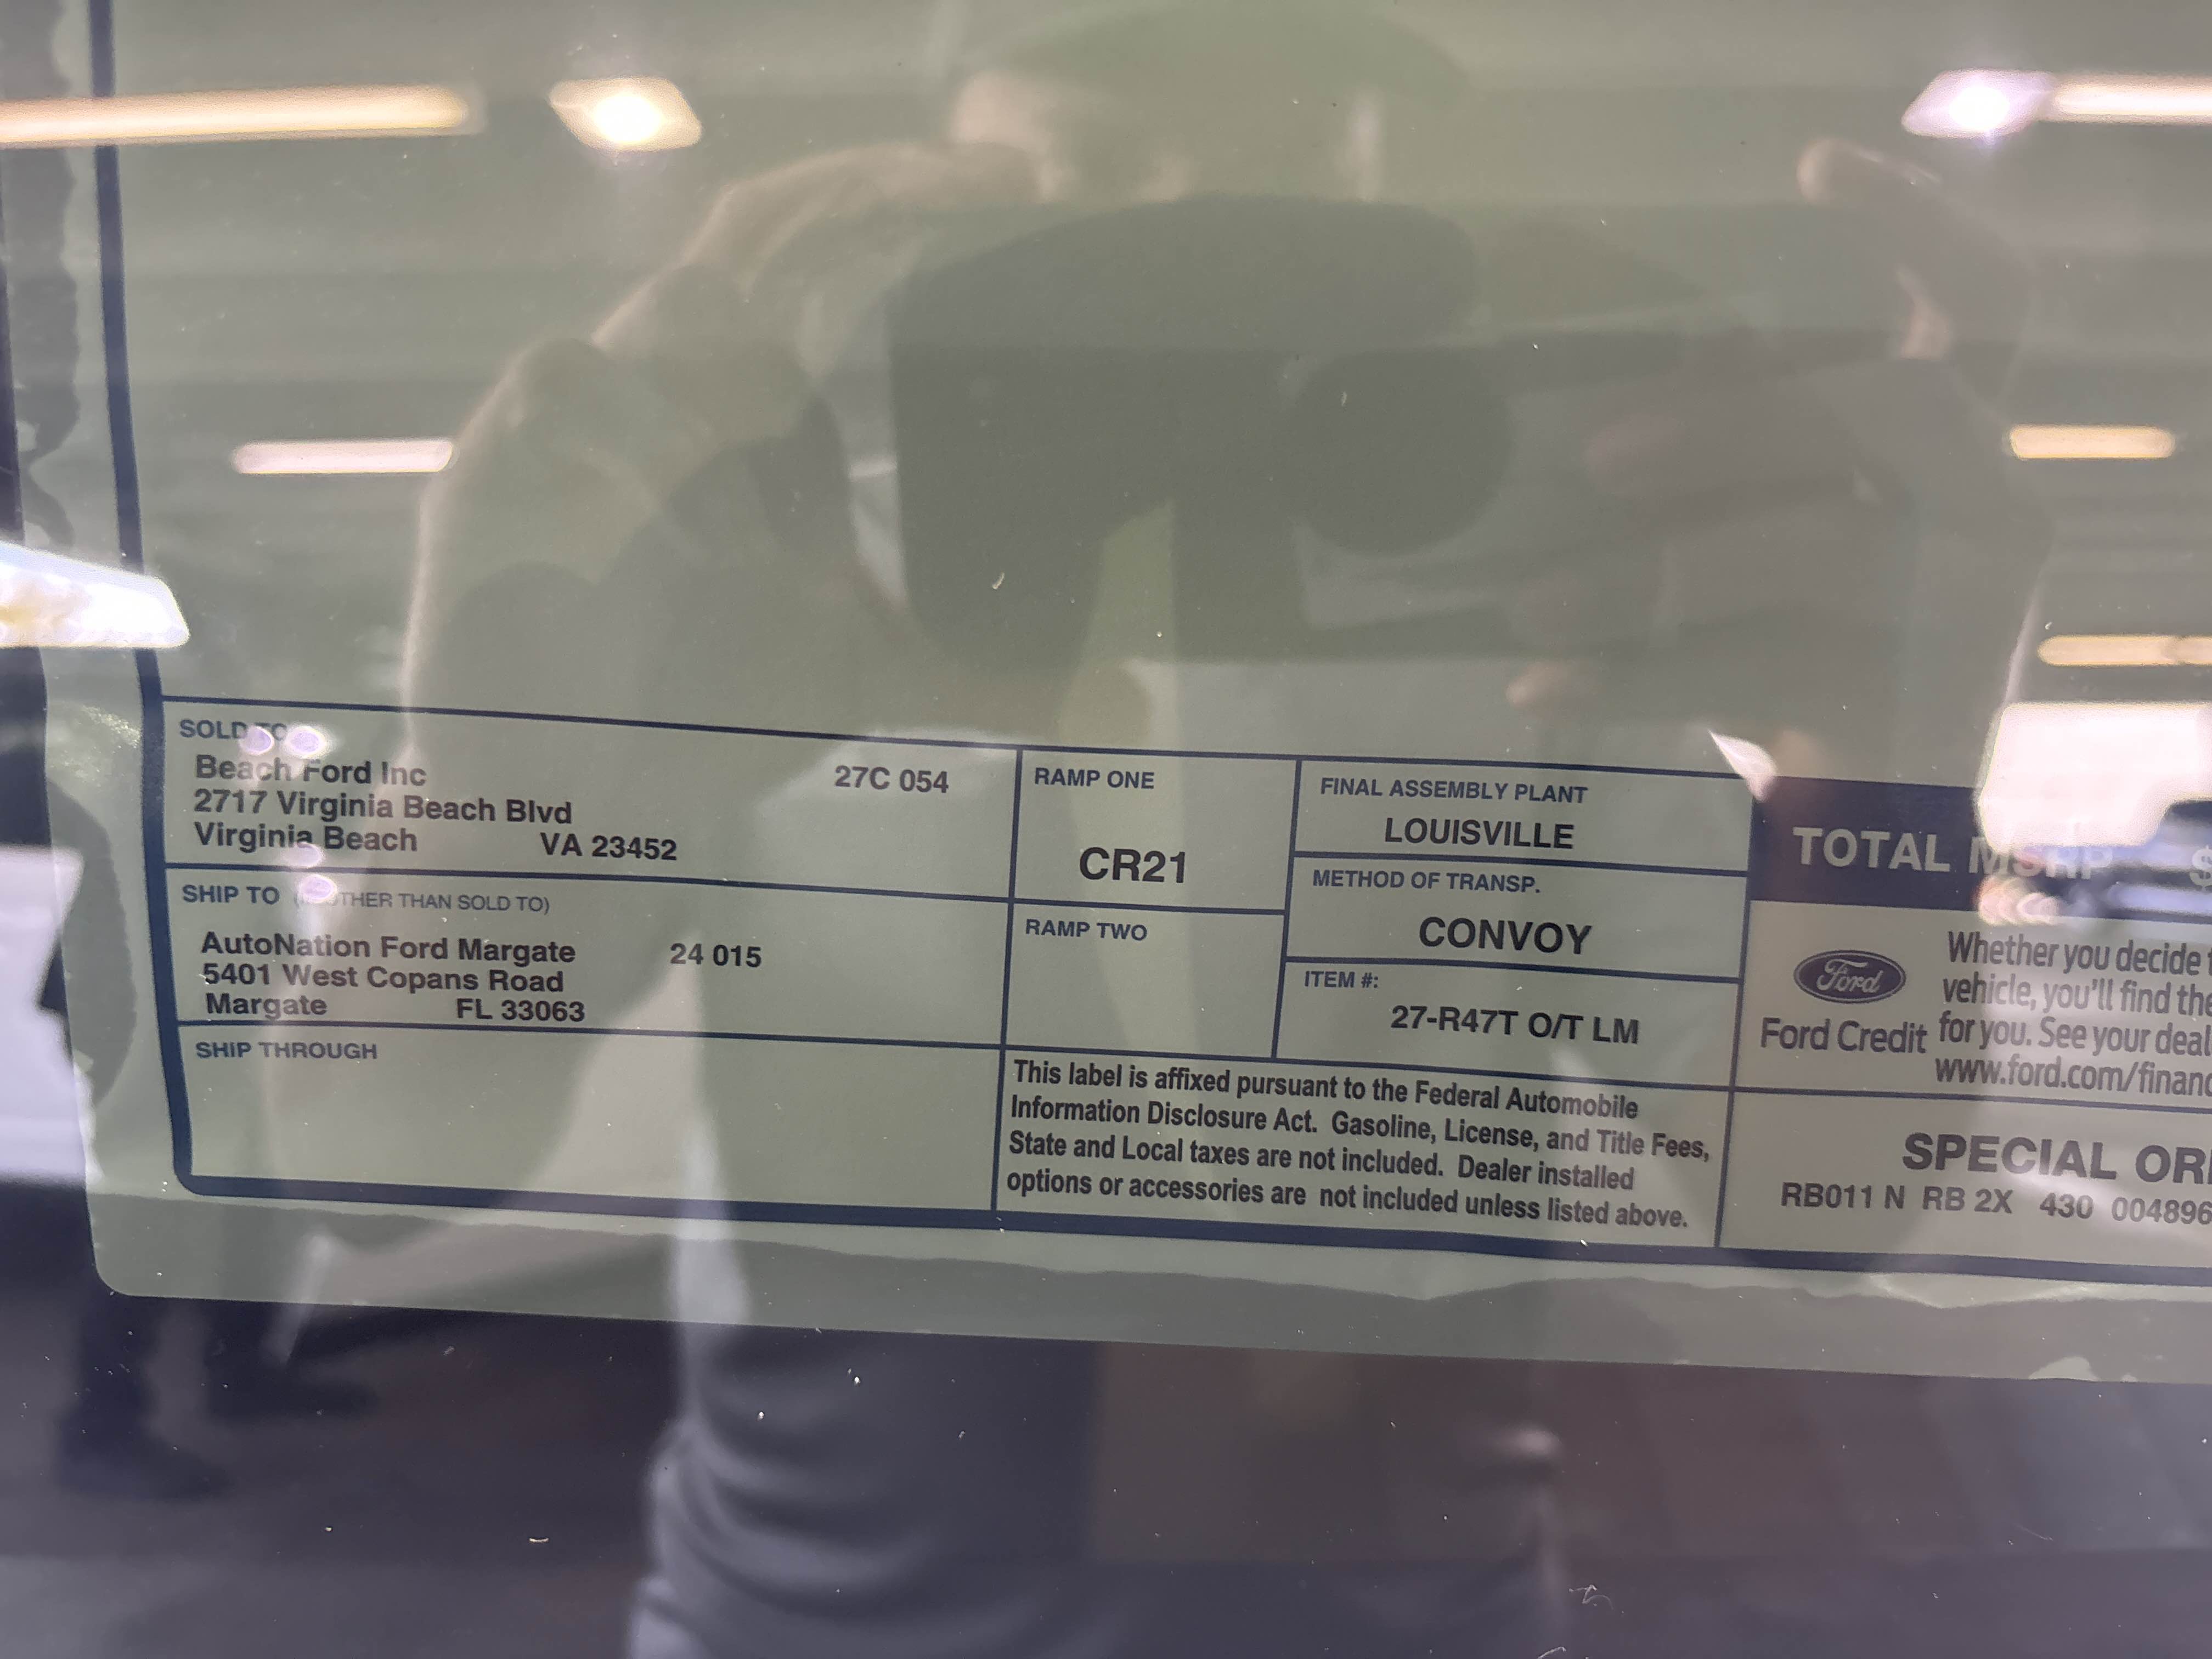 SOLD TO
Beach Ford Inc 27C 054
2717 Virginia Beach Blvd
Virginia Beach VA 23452
SHIP TO THER THAN SOLD TO)
AutoNation Ford Margate 24 015
5401 West Copans Road
Margate FL 33063
SHIP THROUGH
RAMP ONE
CR21
RAMP TWO
FINAL ASSEMBLY PLANT
LOUISVILLE
METHOD OF TRANSP.
CONVOY
ITEM #:
27-R47T O/T LM
This label is affixed pursuant to the Federal Automobile
Information Disclosure Act. Gasoline, License, and Title Fees,
State and Local taxes are not included. Dealer installed
options or accessories are not included unless listed above.
TOTAL MSRP $
Ford
Ford Credit
Whether you decide
vehicle, you'll find the
for you. See your deal
www.ford.com/financ
SPECIAL OR
RB011 N RB 2X 430 004896